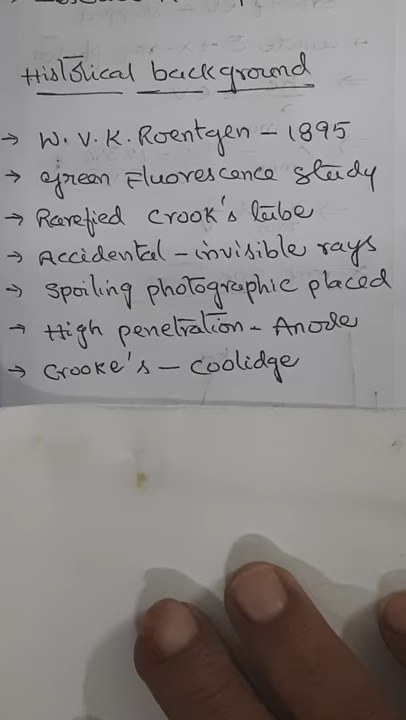 Historical background
→ W. V. K. Roentgen - 1895
→ Green Fluorescence study
→ Rarefied Crook's tube
→ Accidental - invisible rays
→ Spoiling photographic placed
→ High penetration - Anode
→ Crooke's - Coolidge